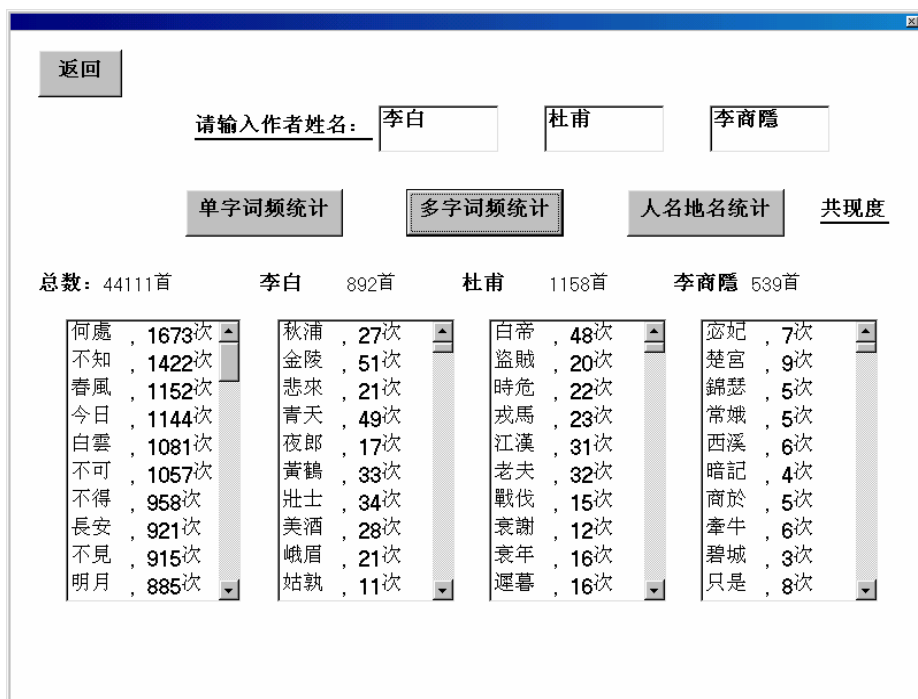 返回
请输入作者姓名: 李白 杜甫 李商隱
单字词频统计 多字词频统计 人名地名统计 共现度
总数: 44111首 李白 892首 杜甫 1158首 李商隱 539首
何處 , 1673次 秋浦 , 27次 白帝 , 48次 宓妃 , 7次
不知 , 1422次 金陵 , 51次 盜賊 , 20次 楚宮 , 9次
春風 , 1152次 悲來 , 21次 時危 , 22次 錦瑟 , 5次
今日 , 1144次 青天 , 49次 戎馬 , 23次 常娥 , 5次
白雲 , 1081次 夜郎 , 17次 江漢 , 31次 西溪 , 6次
不可 , 1057次 黃鶴 , 33次 老夫 , 32次 暗記 , 4次
不得 , 958次 壯士 , 34次 戰伐 , 15次 商於 , 5次
長安 , 921次 美酒 , 28次 衰謝 , 12次 牽牛 , 6次
不見 , 915次 峨眉 , 21次 衰年 , 16次 碧城 , 3次
明月 , 885次 姑孰 , 11次 遲暮 , 16次 只是 , 8次